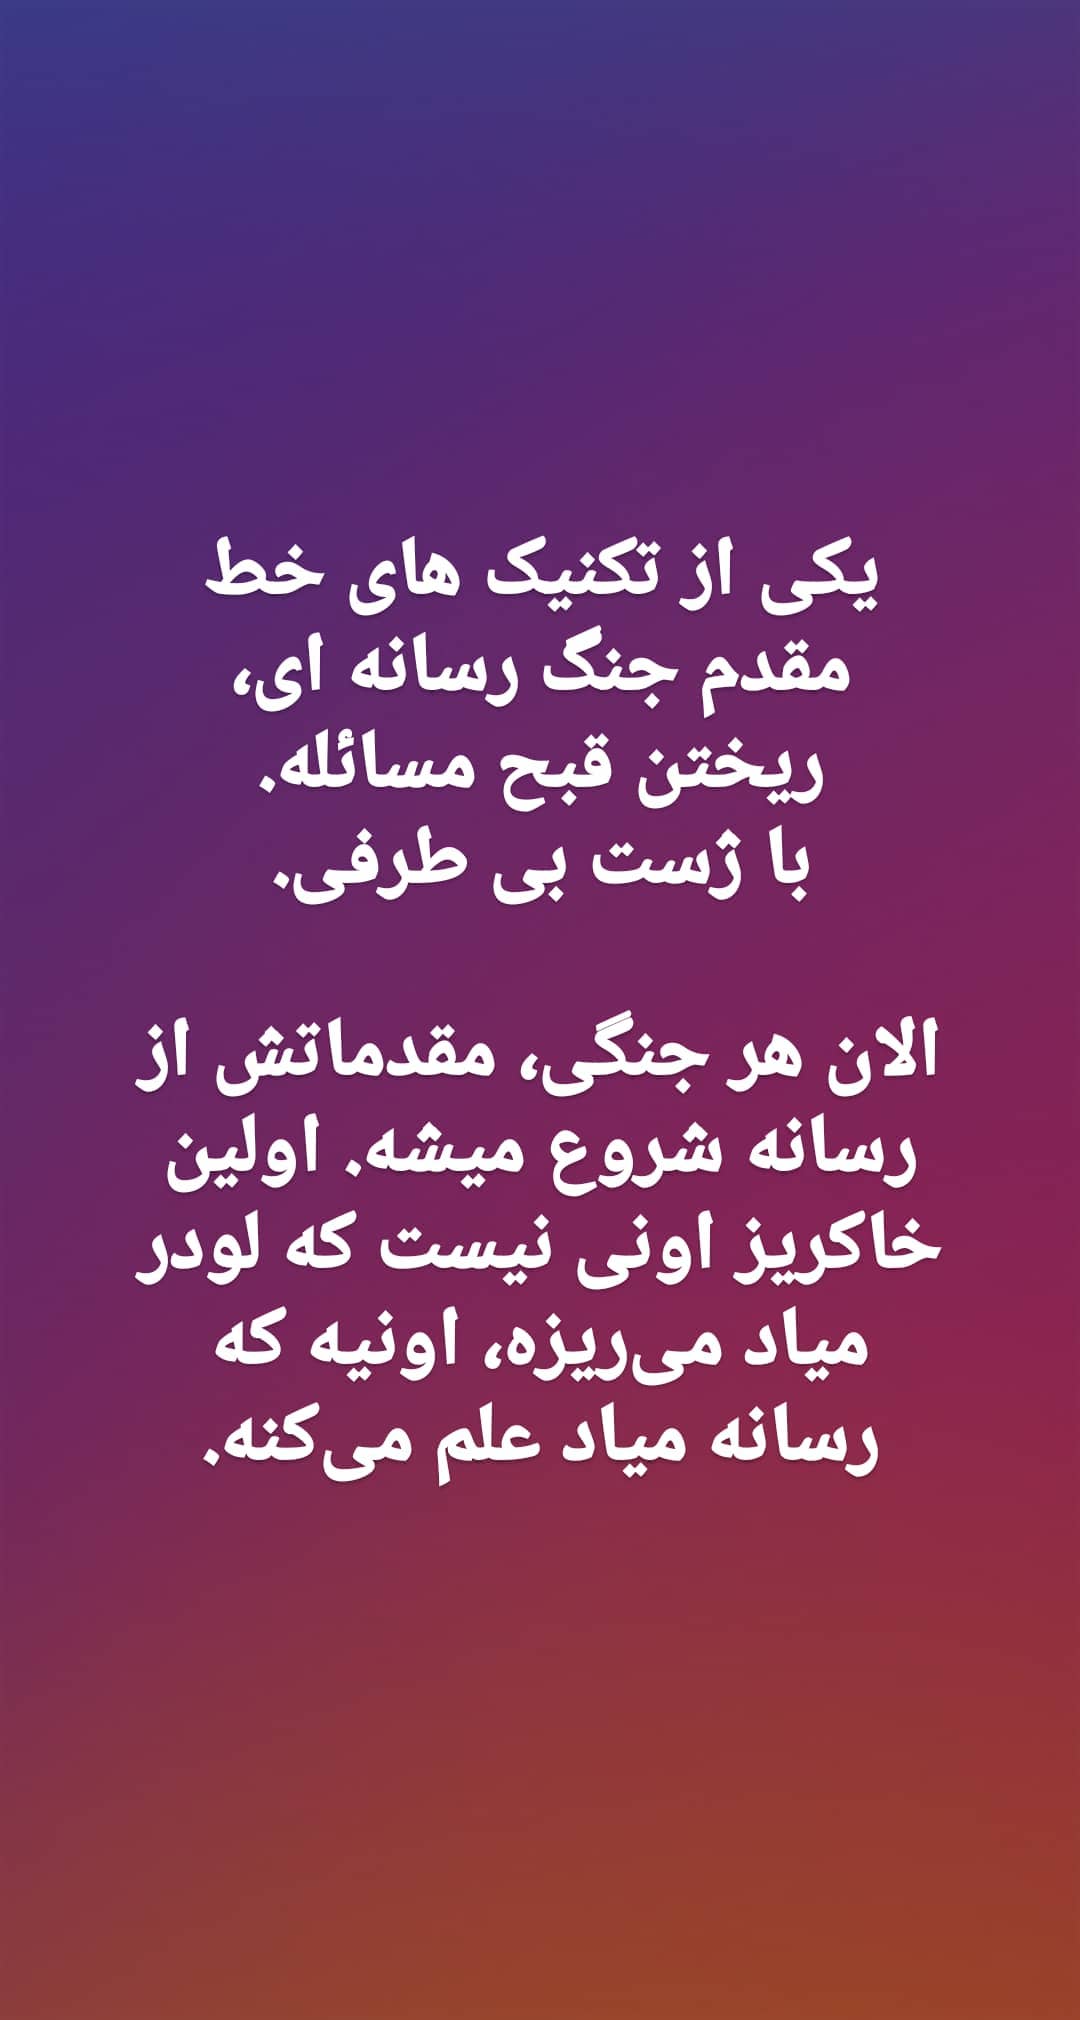 یکی از تکنیک های خط
مقدم جنگ رسانه ای،
ریختن قبح مسائله.
با ژست بی طرفی.
الان هر جنگی، مقدماتش از
رسانه شروع میشه. اولین
خاکریز اونی نیست که لودر
میاد می‌ریزه، اونیه که
رسانه میاد علم می‌کنه.